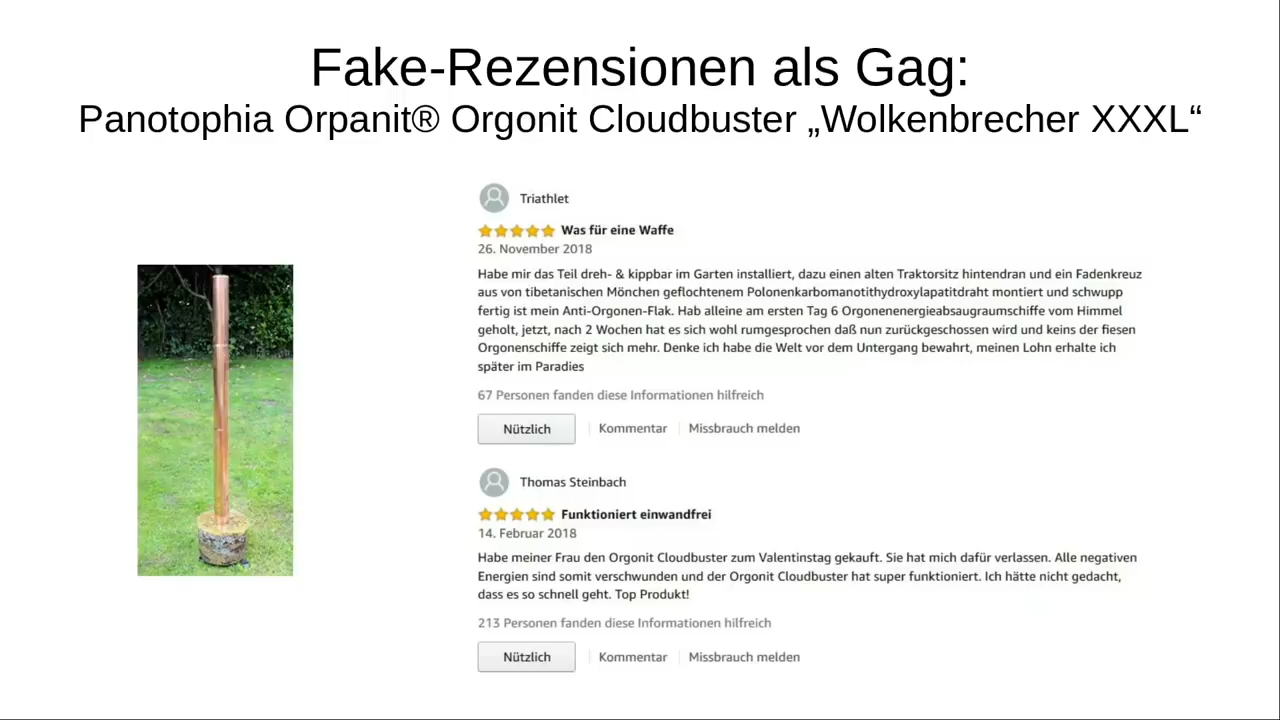 Fake-Rezensionen als Gag:
Panotophia Orpanit® Orgonit Cloudbuster „Wolkenbrecher XXXL“
Triathlet
Was für eine Waffe
26. November 2018
Habe mir das Teil dreh- & kippbar im Garten installiert, dazu einen alten Traktorsitz hintendran und ein Fadenkreuz
aus von tibetanischen Mönchen geflochtenem Polonenkarbomanotithydroxylapatitdraht montiert und schwupp
fertig ist mein Anti-Orgonen-Flak. Hab alleine am ersten Tag 6 Orgonenenergieabsaugraumschiffe vom Himmel
geholt, jetzt, nach 2 Wochen hat es sich wohl rumgesprochen daß nun zurückgeschossen wird und keins der fiesen
Orgonenschiffe zeigt sich mehr. Denke ich habe die Welt vor dem Untergang bewahrt, meinen Lohn erhalte ich
später im Paradies
67 Personen fanden diese Informationen hilfreich
Nützlich Kommentar Missbrauch melden
Thomas Steinbach
Funktioniert einwandfrei
14. Februar 2018
Habe meiner Frau den Orgonit Cloudbuster zum Valentinstag gekauft. Sie hat mich dafür verlassen. Alle negativen
Energien sind somit verschwunden und der Orgonit Cloudbuster hat super funktioniert. Ich hätte nicht gedacht,
dass es so schnell geht. Top Produkt!
213 Personen fanden diese Informationen hilfreich
Nützlich Kommentar Missbrauch melden